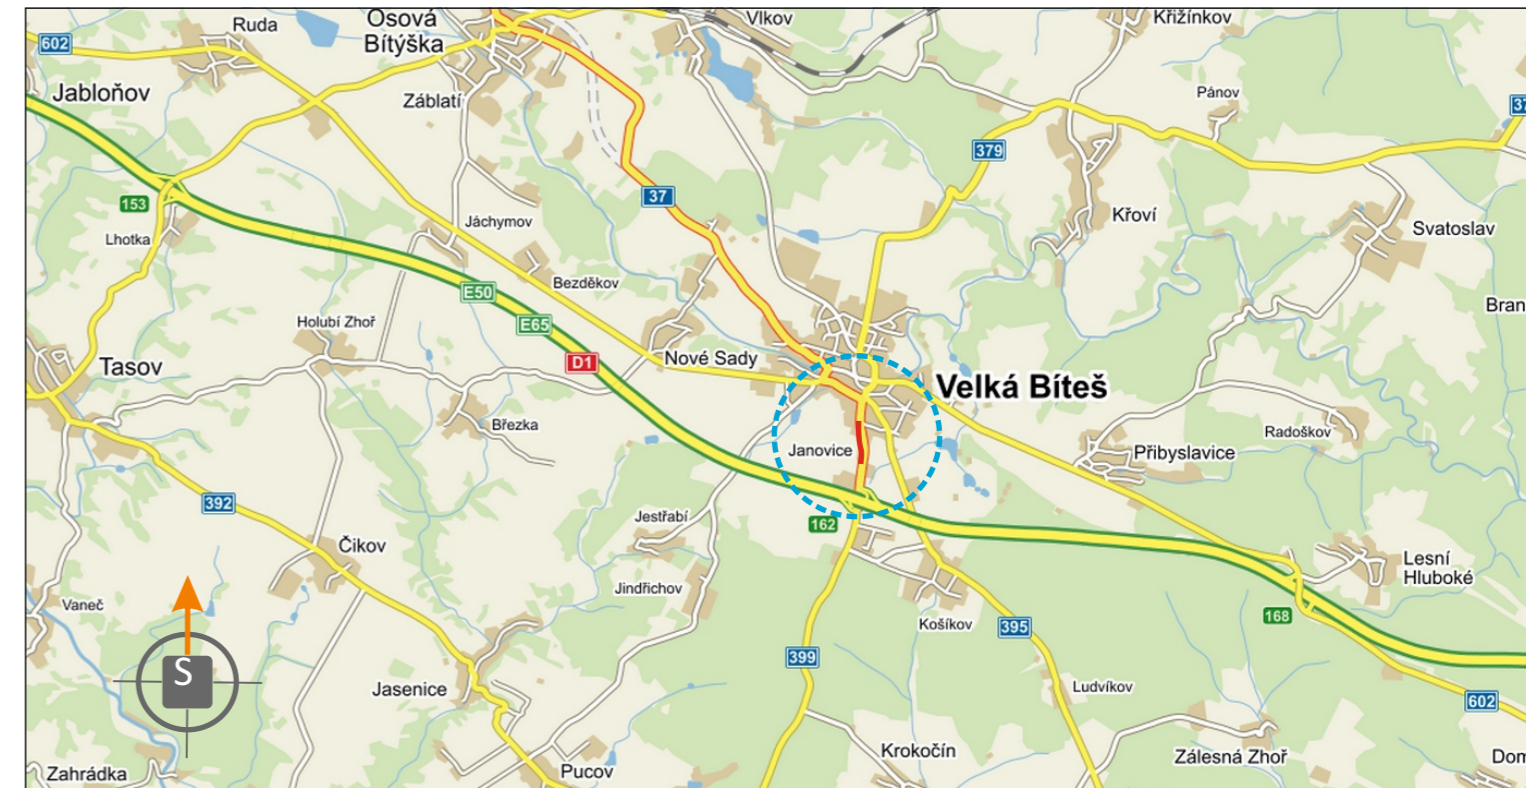 Ruda
Osová
Bítýška
Vlkov
Křižínkov
602
Jabloňov
Záblatí
Pánov
379
37
153
Lhotka
Jáchymov
Křoví
Svatoslav
Bezděkov
E50
Holubí Zhoř
E65
D1
Nové Sady
Tasov
Velká Bíteš
Březka
Janovice
Radoškov
Přibyslavice
392
Jestřabí
162
Čikov
Lesní
Hluboké
Jindřichov
Vaneč
Košíkov
395
168
399
S
Jasenice
Ludvíkov
602
Krokočín
Zálesná Zhoř
Zahrádka
Pucov